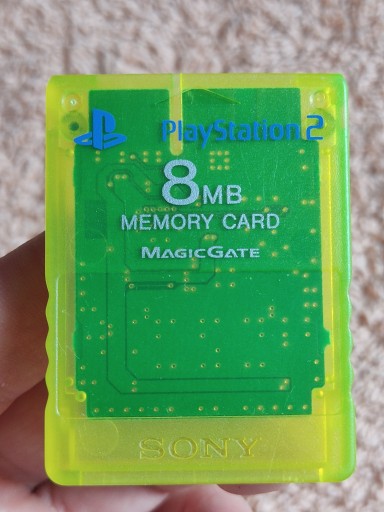 PlayStation 2
8MB
MEMORY CARD
MAGICGATE
SONY